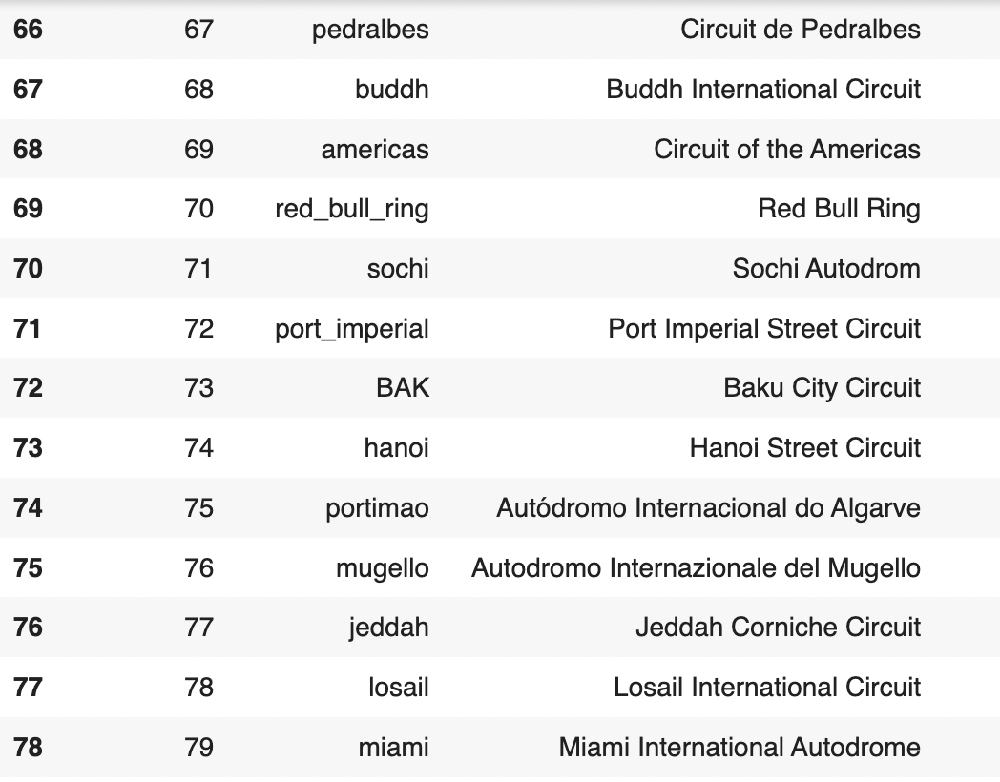 66 67 pedralbes Circuit de Pedralbes
67 68 buddh Buddh International Circuit
68 69 americas Circuit of the Americas
69 70 red_bull_ring Red Bull Ring
70 71 sochi Sochi Autodrom
71 72 port_imperial Port Imperial Street Circuit
72 73 BAK Baku City Circuit
73 74 hanoi Hanoi Street Circuit
74 75 portimao Autódromo Internacional do Algarve
75 76 mugello Autodromo Internazionale del Mugello
76 77 jeddah Jeddah Corniche Circuit
77 78 losail Losail International Circuit
78 79 miami Miami International Autodrome